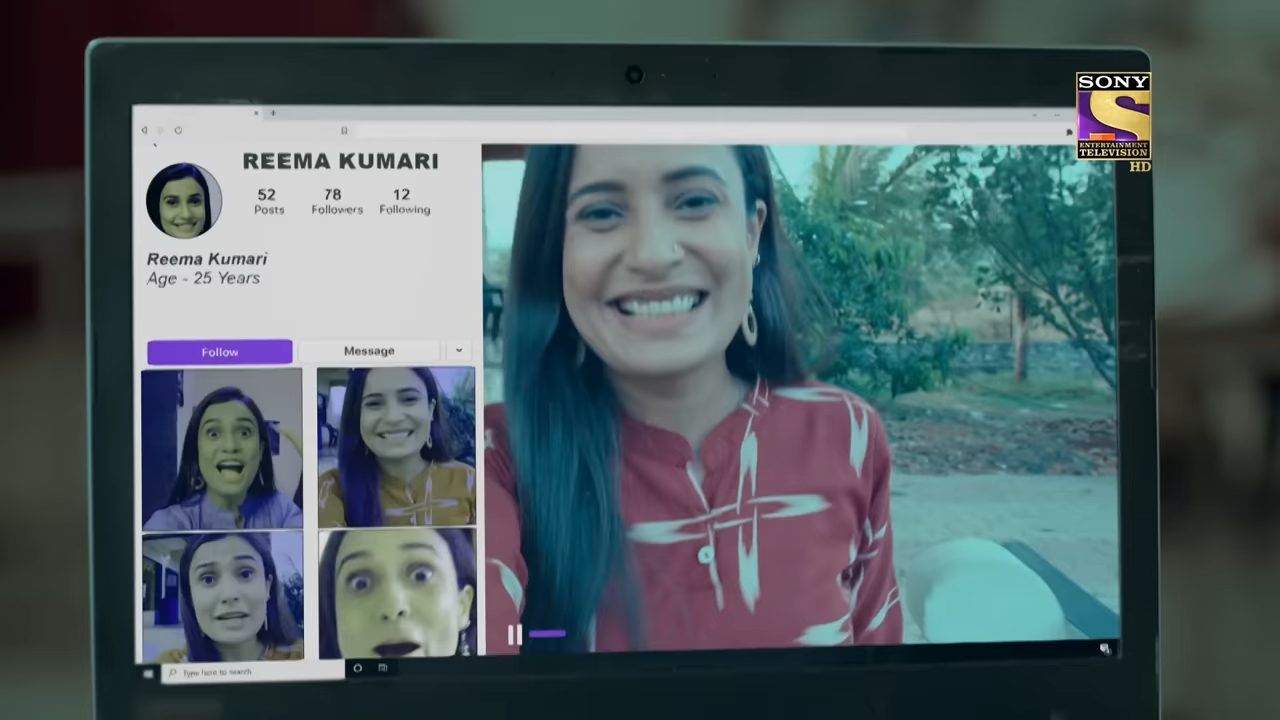 SONY
ENTERTAINMENT
TELEVISION
HD
REEMA KUMARI
52 78 12
Posts Followers Following
Reema Kumari
Age - 25 Years
Follow Message
Type here to search